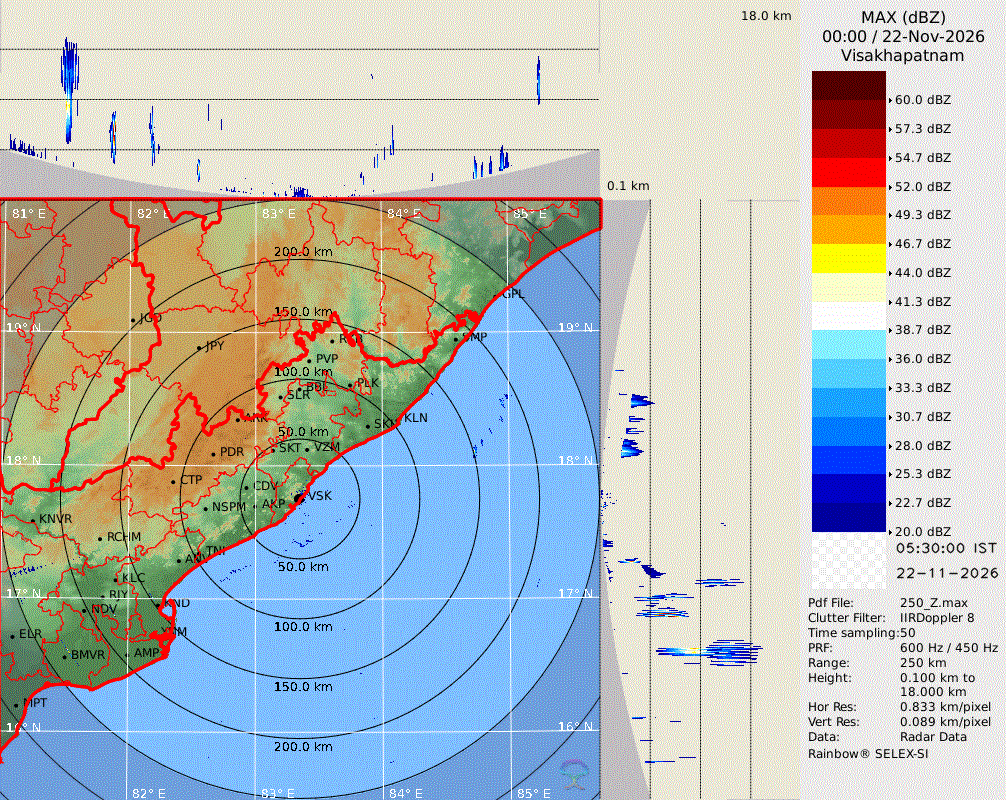 18.0 km
MAX (dBZ)
00:00 / 22-Nov-2026
Visakhapatnam
60.0 dBZ
57.3 dBZ
54.7 dBZ
52.0 dBZ
49.3 dBZ
46.7 dBZ
44.0 dBZ
41.3 dBZ
38.7 dBZ
36.0 dBZ
33.3 dBZ
30.7 dBZ
28.0 dBZ
25.3 dBZ
22.7 dBZ
20.0 dBZ
05:30:00 IST
22-11-2026
Pdf File: 250_Z.max
Clutter Filter: IIRDoppler 8
Time sampling:50
PRF: 600 Hz / 450 Hz
Range: 250 km
Height: 0.100 km to
18.000 km
Hor Res: 0.833 km/pixel
Vert Res: 0.089 km/pixel
Data: Radar Data
Rainbow® SELEX-SI
0.1 km
81° E 82° E 83° E 84° E 85° E
200.0 km
GPL
150.0 km
JGD
19° N 19° N
SMP
JPY
PVP
100.0 km
BBL PLK
SLR
KLN
50.0 km
SKT VZM
PDR
18° N 18° N
CTP
CDV
VSK
NSPM AKP
KNVR
RCHM
TNI
50.0 km
KLC
RJY
17° N 17° N
KND
NDV
100.0 km
ELR
BMVR AMP
150.0 km
MPT
16° N 16° N
200.0 km
82° E 83° E 84° E 85° E